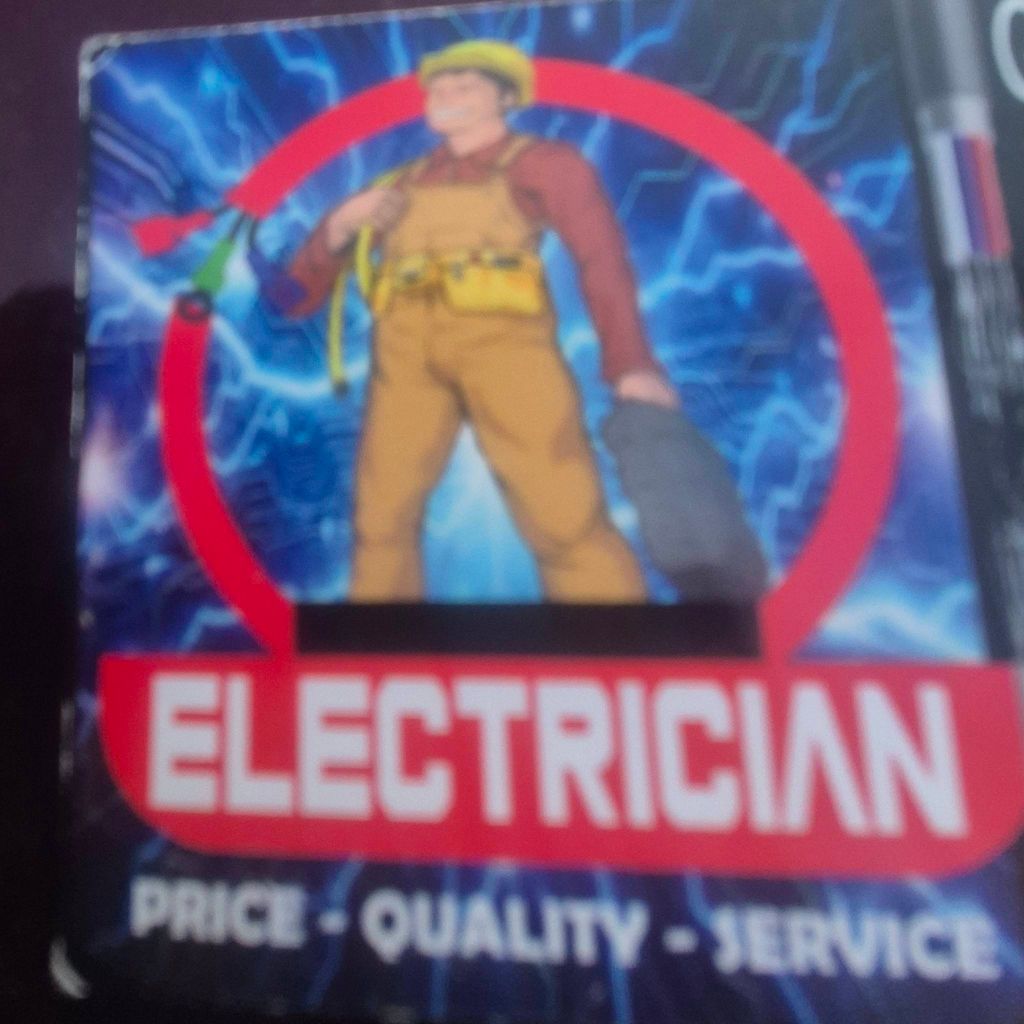 ELECTRICIAN
PRICE - QUALITY - SERVICE